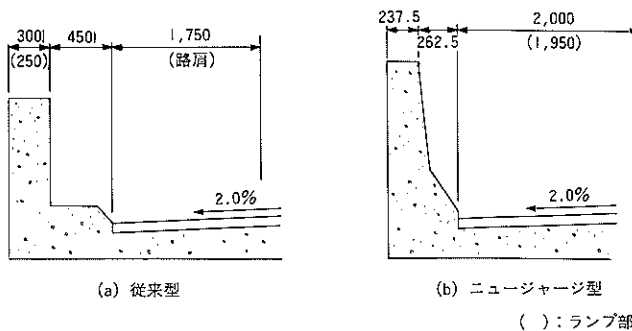 300 450 1,750
(250) (路肩)
2.0%
(a) 従来型
237.5 2,000
262.5 (1,950)
2.0%
(b) ニュージャージ型
( ):ランプ部